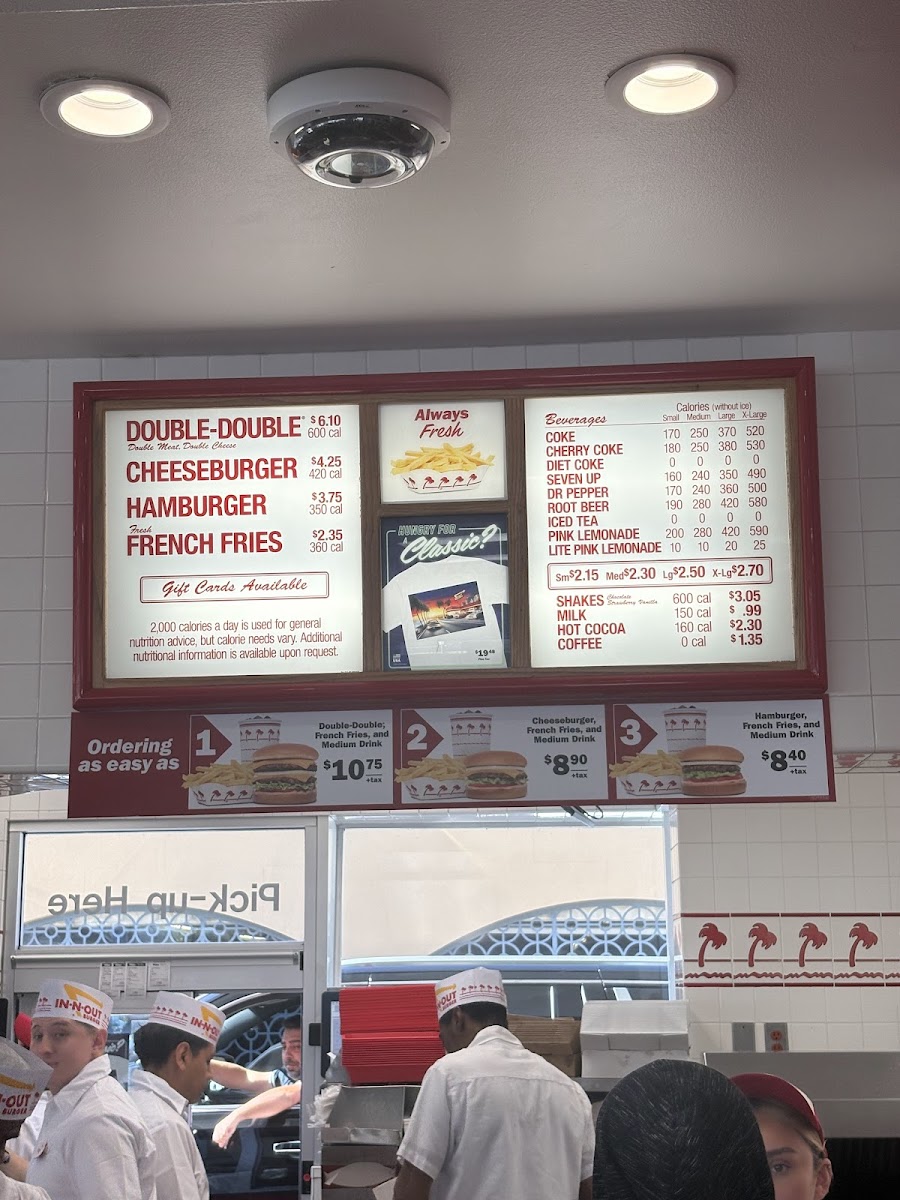 DOUBLE-DOUBLE® $6.10
Double Meat, Double Cheese 600 cal
CHEESEBURGER $4.25
420 cal
HAMBURGER $3.75
350 cal
Fresh
FRENCH FRIES $2.35
360 cal
Gift Cards Available
2,000 calories a day is used for general
nutrition advice, but calorie needs vary. Additional
nutritional information is available upon request.
Always
Fresh
HUNGRY FOR
A Classic?
$19
Beverages
Calories (without ice)
Small Medium Large X-Large
COKE 170 250 370 520
CHERRY COKE 180 250 380 530
DIET COKE 0 0 0 0
SEVEN UP 160 240 350 490
DR PEPPER 170 240 360 500
ROOT BEER 190 280 420 580
ICED TEA 0 0 0 0
PINK LEMONADE 200 280 420 590
LITE PINK LEMONADE 10 10 20 25
Sm$2.15 Med$2.30 Lg$2.50 X-Lg$2.70
SHAKES Chocolate Strawberry Vanilla 600 cal $3.05
MILK 150 cal $ .99
HOT COCOA 160 cal $2.30
COFFEE 0 cal $1.35
Ordering
as easy as
1
Double-Double,
French Fries, and
Medium Drink
$10 75
+tax
2
Cheeseburger,
French Fries, and
Medium Drink
$8 90
+tax
3
Hamburger,
French Fries, and
Medium Drink
$8 40
+tax
Pick-up Here
IN-N-OUT
BURGER
IN-N-OU
-OUT
BURGER
OUT